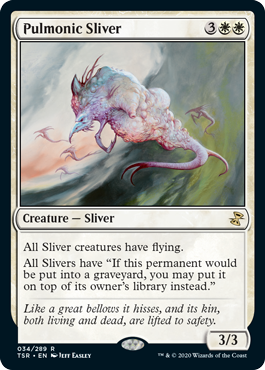 Pulmonic Sliver 3
Creature — Sliver
All Sliver creatures have flying.
All Slivers have "If this permanent
would be put into a graveyard, you may put it
on top of its owner's library instead."
Like a great bellows it hisses, and its kin,
both living and dead, are lifted to safety.
3/3
034/289 R
TSR • EN Jeff Easley
™ & © 2020 Wizards of the Coast